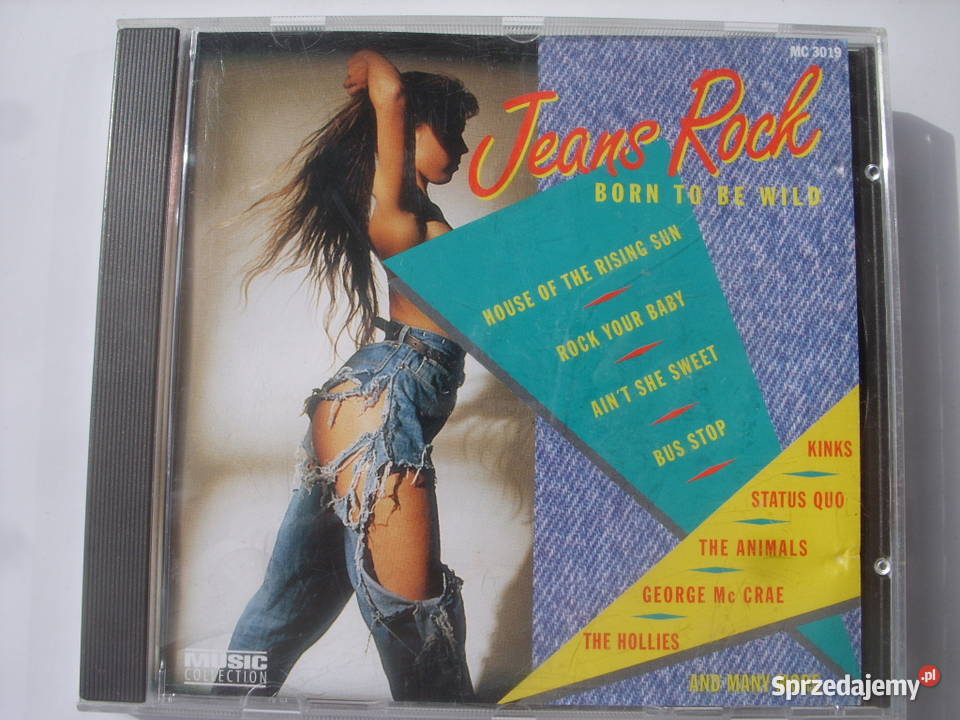 MC 3019
Jeans Rock
BORN TO BE WILD
HOUSE OF THE RISING SUN
ROCK YOUR BABY
AIN'T SHE SWEET
BUS STOP
KINKS
STATUS QUO
THE ANIMALS
GEORGE Mc CRAE
THE HOLLIES
AND MANY MORE
MUSIC
COLLECTION
Sprzedajemy.pl